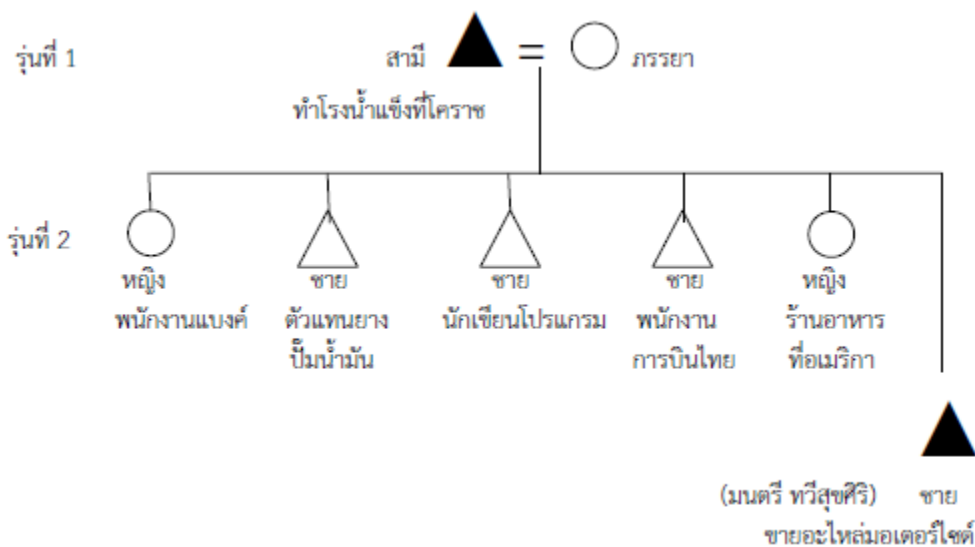 รุ่นที่ 1
สามี = ภรรยา
ทำโรงน้ำแข็งที่โคราช
รุ่นที่ 2
หญิง ชาย ชาย ชาย หญิง
พนักงานแบงค์ ตัวแทนยาง นักเขียนโปรแกรม พนักงาน ร้านอาหาร
ปั๊มน้ำมัน การบินไทย ที่อเมริกา
(มนตรี ทวีสุขศิริ) ชาย
ขายอะไหล่มอเตอร์ไซต์